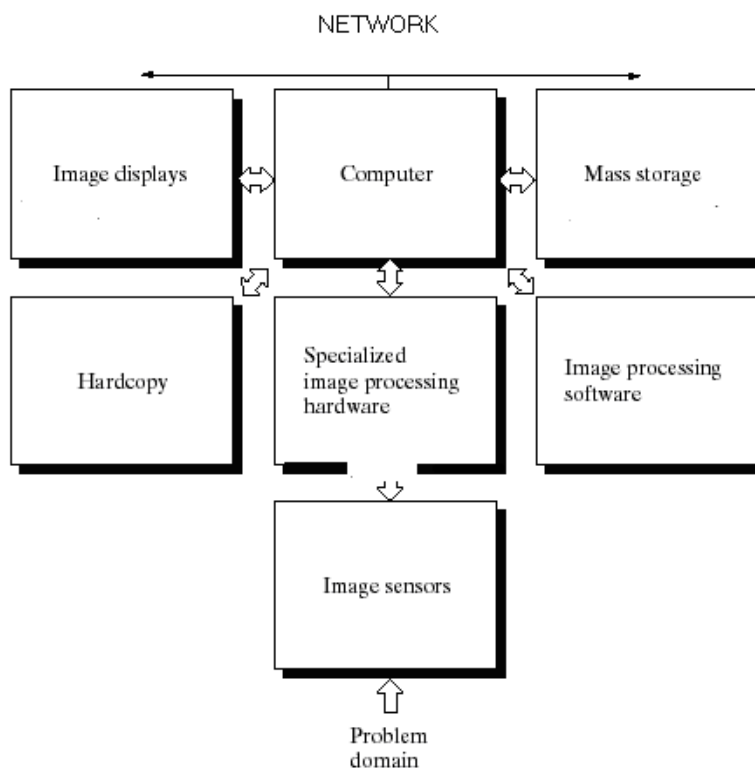 NETWORK
Image displays
Computer
Mass storage
Hardcopy
Specialized
image processing
hardware
Image processing
software
Image sensors
Problem
domain